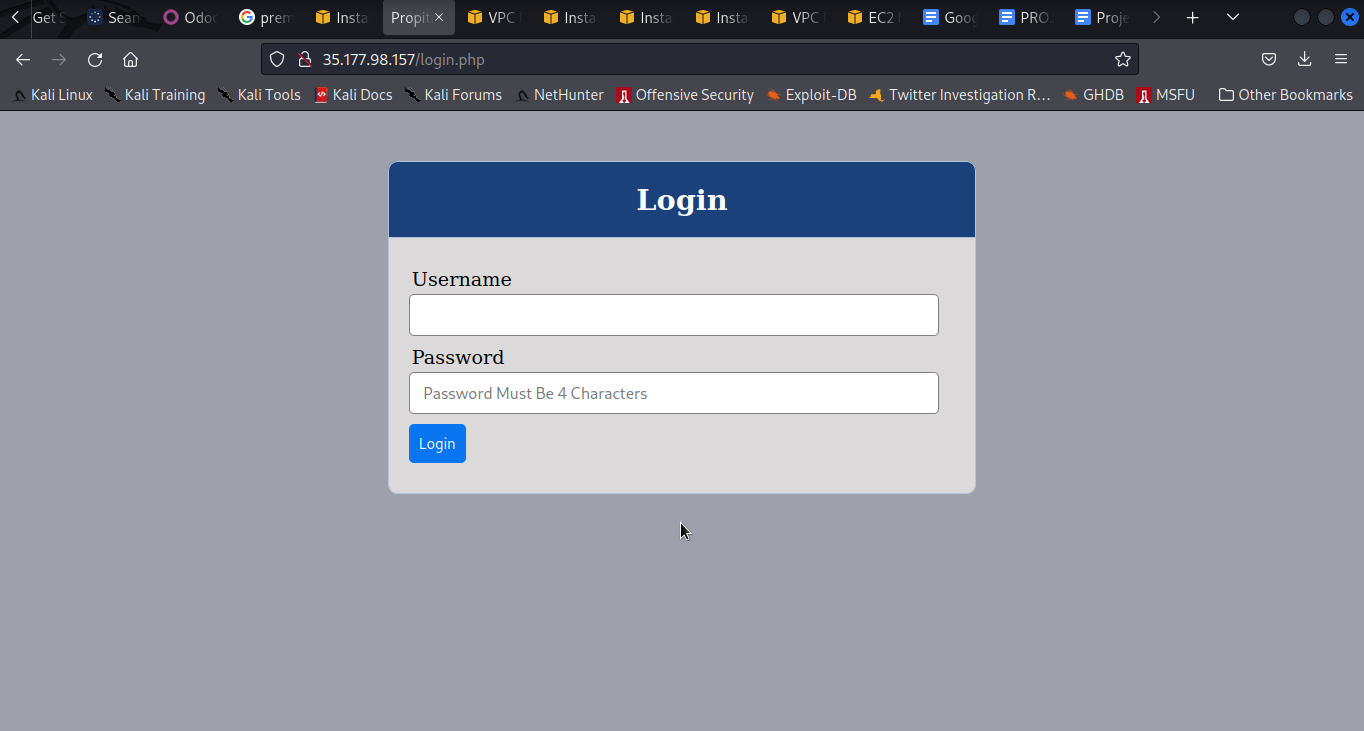 Get Sean Odoo prem Insta Propit VPC Insta Insta Insta VPC EC2 Goog PRO Proje
35.177.98.157/login.php
Kali Linux Kali Training Kali Tools Kali Docs Kali Forums NetHunter Offensive Security Exploit-DB Twitter Investigation R... GHDB MSFU Other Bookmarks
Login
Username
Password
Password Must Be 4 Characters
Login